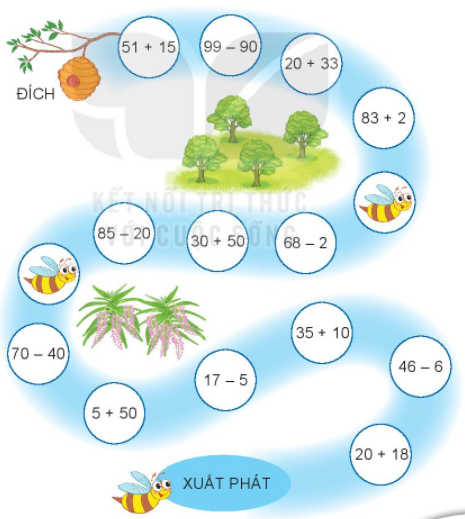 51 + 15
99 – 90
20 + 33
ĐÍCH
83 + 2
KẾT NỐI TRI THỨC
VỚI CUỘC SỐNG
85 – 20
30 + 50
68 – 2
70 – 40
35 + 10
17 – 5
46 – 6
5 + 50
20 + 18
XUẤT PHÁT